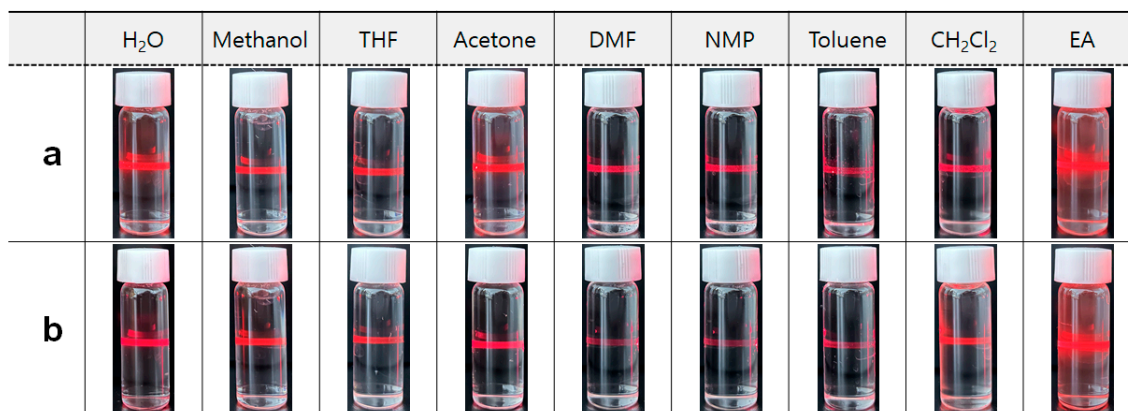 H₂O Methanol THF Acetone DMF NMP Toluene CH₂Cl₂ EA
a
b